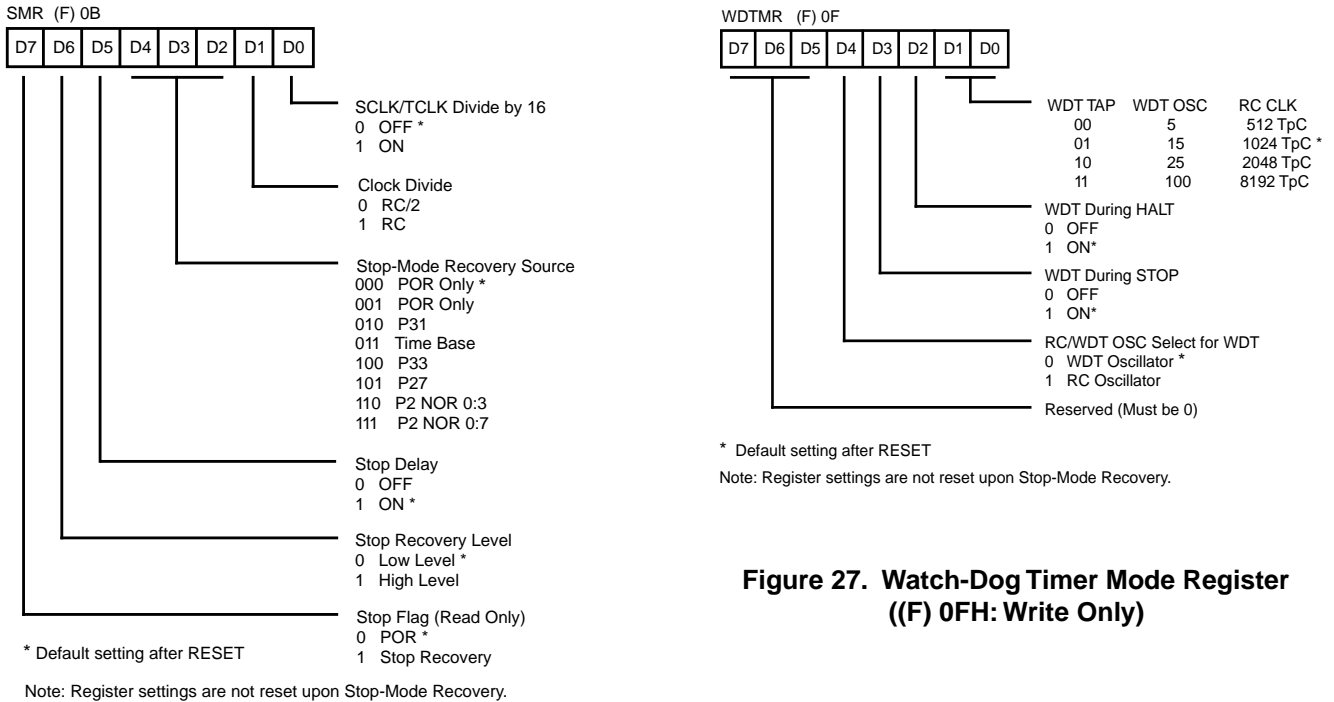 SMR (F) 0B
D7 D6 D5 D4 D3 D2 D1 D0
SCLK/TCLK Divide by 16
0 OFF *
1 ON
Clock Divide
0 RC/2
1 RC
Stop-Mode Recovery Source
000 POR Only *
001 POR Only
010 P31
011 Time Base
100 P33
101 P27
110 P2 NOR 0:3
111 P2 NOR 0:7
Stop Delay
0 OFF
1 ON *
Stop Recovery Level
0 Low Level *
1 High Level
Stop Flag (Read Only)
0 POR *
1 Stop Recovery
* Default setting after RESET
Note: Register settings are not reset upon Stop-Mode Recovery.
WDTMR (F) 0F
D7 D6 D5 D4 D3 D2 D1 D0
WDT TAP WDT OSC RC CLK
00 5 512 TpC
01 15 1024 TpC *
10 25 2048 TpC
11 100 8192 TpC
WDT During HALT
0 OFF
1 ON*
WDT During STOP
0 OFF
1 ON*
RC/WDT OSC Select for WDT
0 WDT Oscillator *
1 RC Oscillator
Reserved (Must be 0)
* Default setting after RESET
Note: Register settings are not reset upon Stop-Mode Recovery.
Figure 27. Watch-Dog Timer Mode Register
((F) 0FH: Write Only)